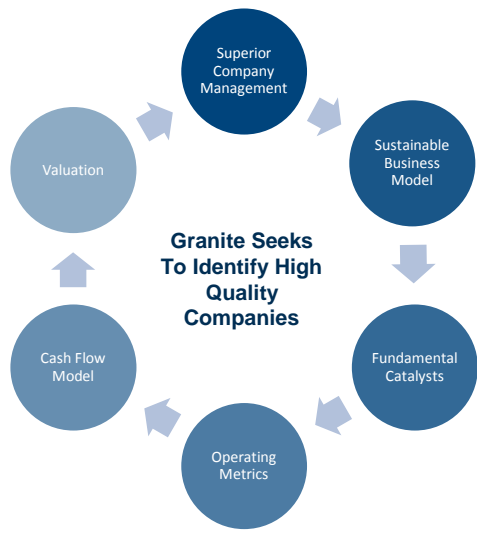 Superior
Company
Management
Sustainable
Business
Model
Fundamental
Catalysts
Operating
Metrics
Cash Flow
Model
Valuation
Granite Seeks
To Identify High
Quality
Companies